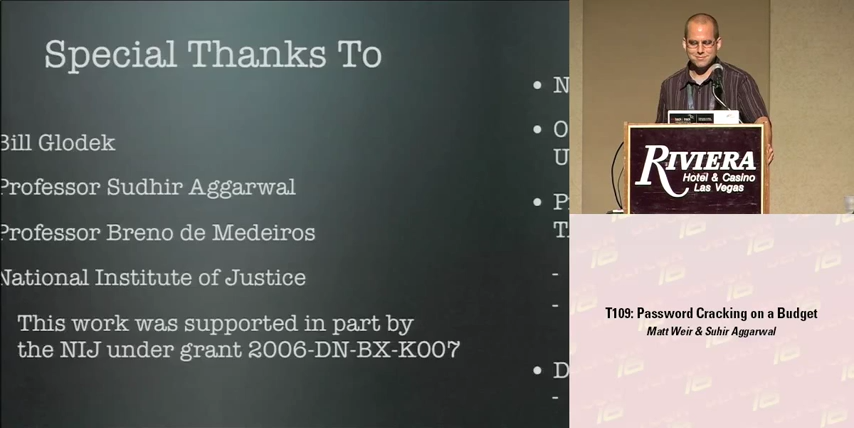 Special Thanks To
Bill Glodek
Professor Sudhir Aggarwal
Professor Breno de Medeiros
National Institute of Justice
This work was supported in part by
the NIJ under grant 2006-DN-BX-K007
• N
• O
U
• P
T
-
-
• D
-
RIVIERA
Hotel & Casino
Las Vegas
T109: Password Cracking on a Budget
Matt Weir & Suhir Aggarwal